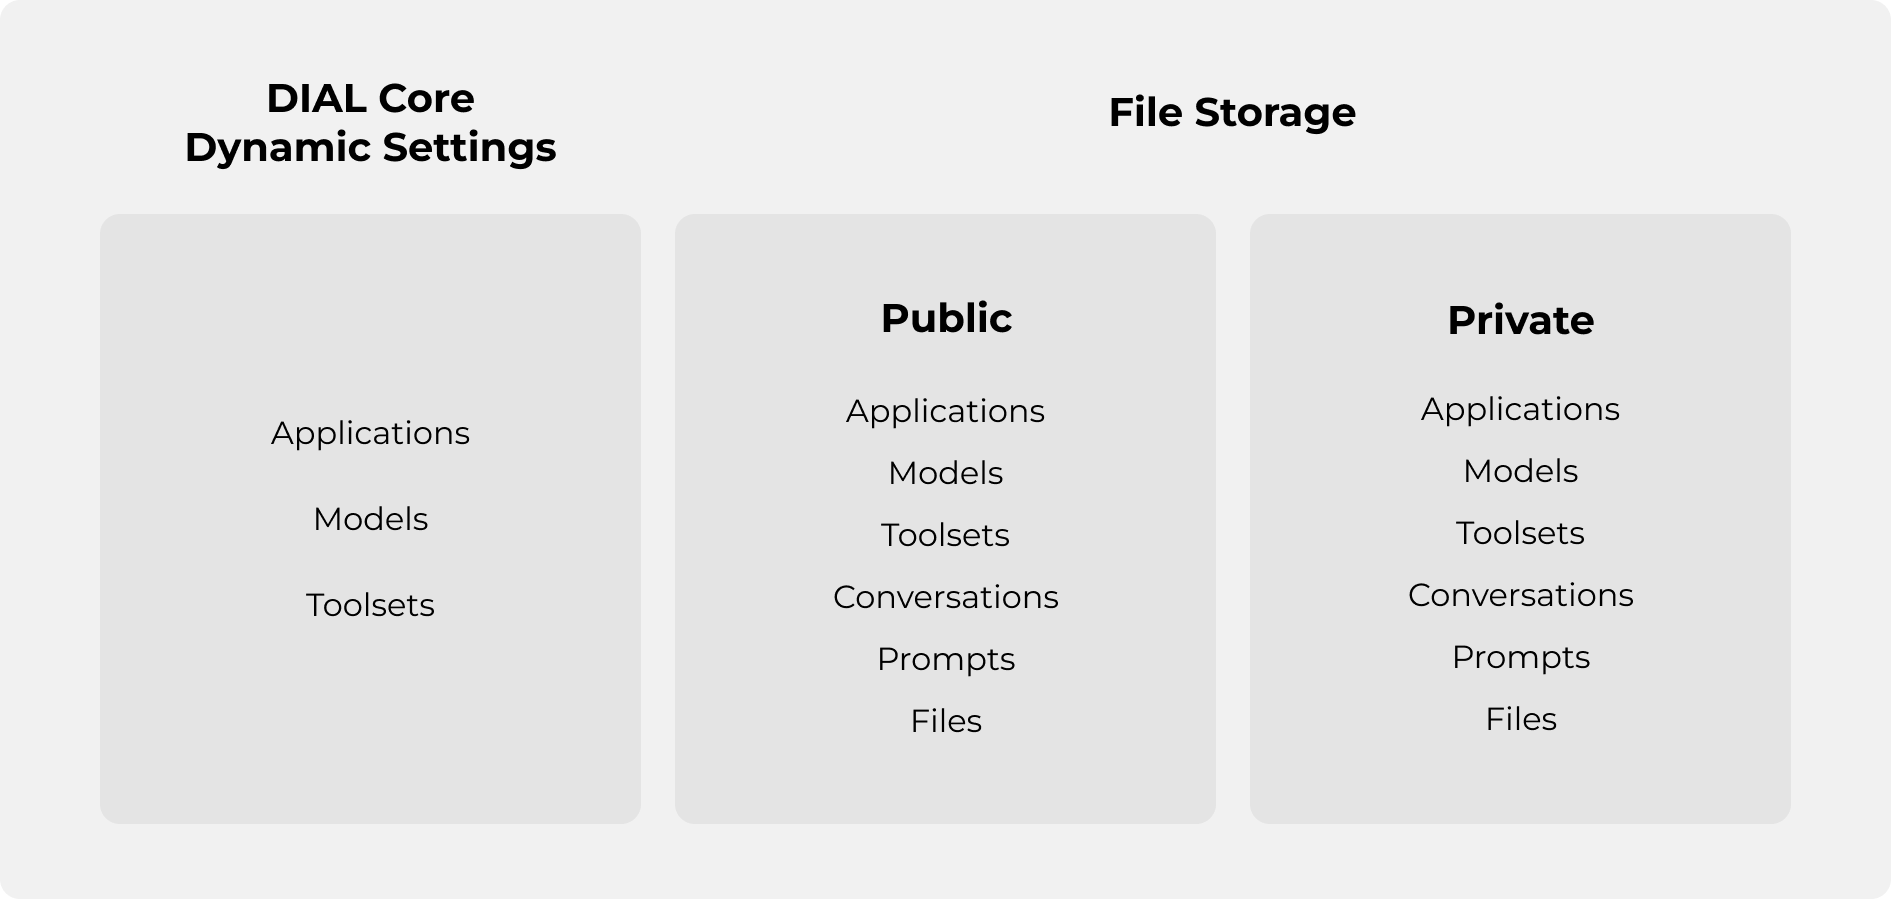 DIAL Core
Dynamic Settings
File Storage
Applications
Models
Toolsets
Public
Applications
Models
Toolsets
Conversations
Prompts
Files
Private
Applications
Models
Toolsets
Conversations
Prompts
Files